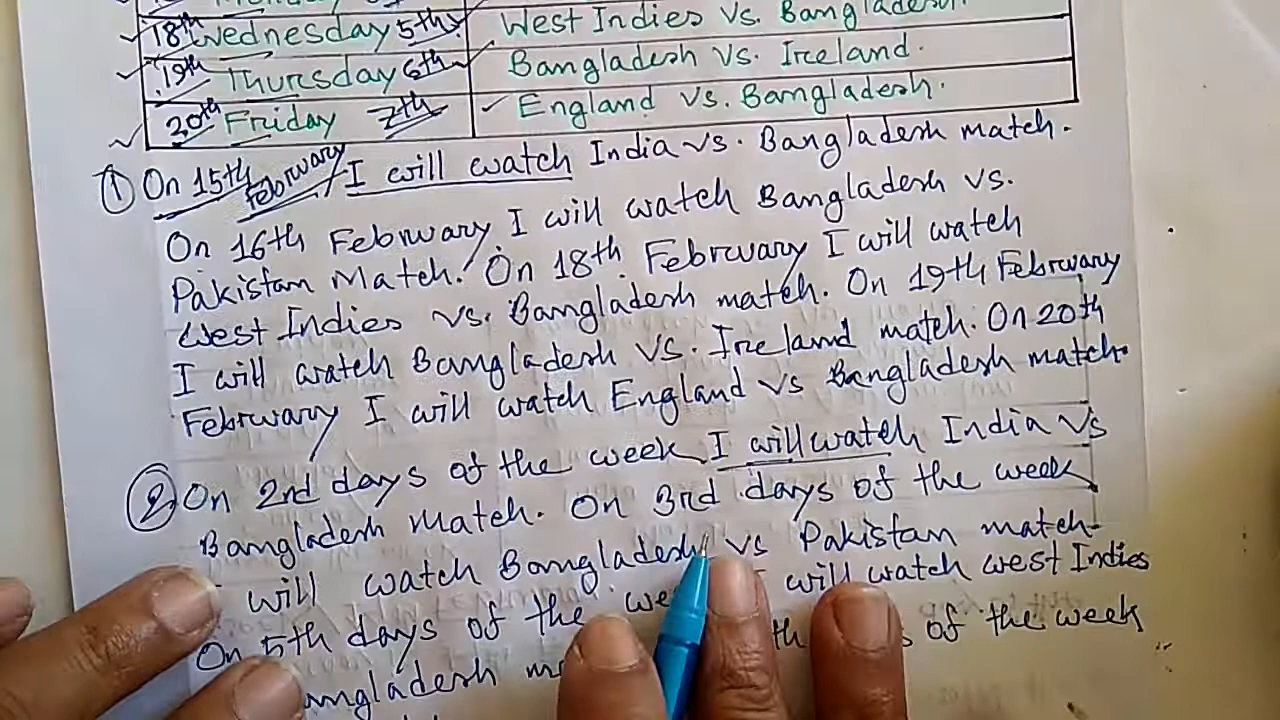 18th Wednesday 5th West Indies Vs. Bangladesh.
19th Thursday 6th Bangladesh Vs. Ireland.
20th Friday 7th England Vs. Bangladesh.
① On 15th February I will watch India vs. Bangladesh match.
On 16th February I will watch Bangladesh vs.
Pakistan Match. On 18th February I will watch
West Indies vs. Bangladesh match. On 19th February
I will watch Bangladesh vs. Ireland match. On 20th
February I will watch England vs Bangladesh match.
② On 2nd days of the week I will watch India Vs
Bangladesh Match. On 3rd days of the week
will watch Bangladesh vs Pakistan match.
On 5th days of the will watch west Indies
of the week